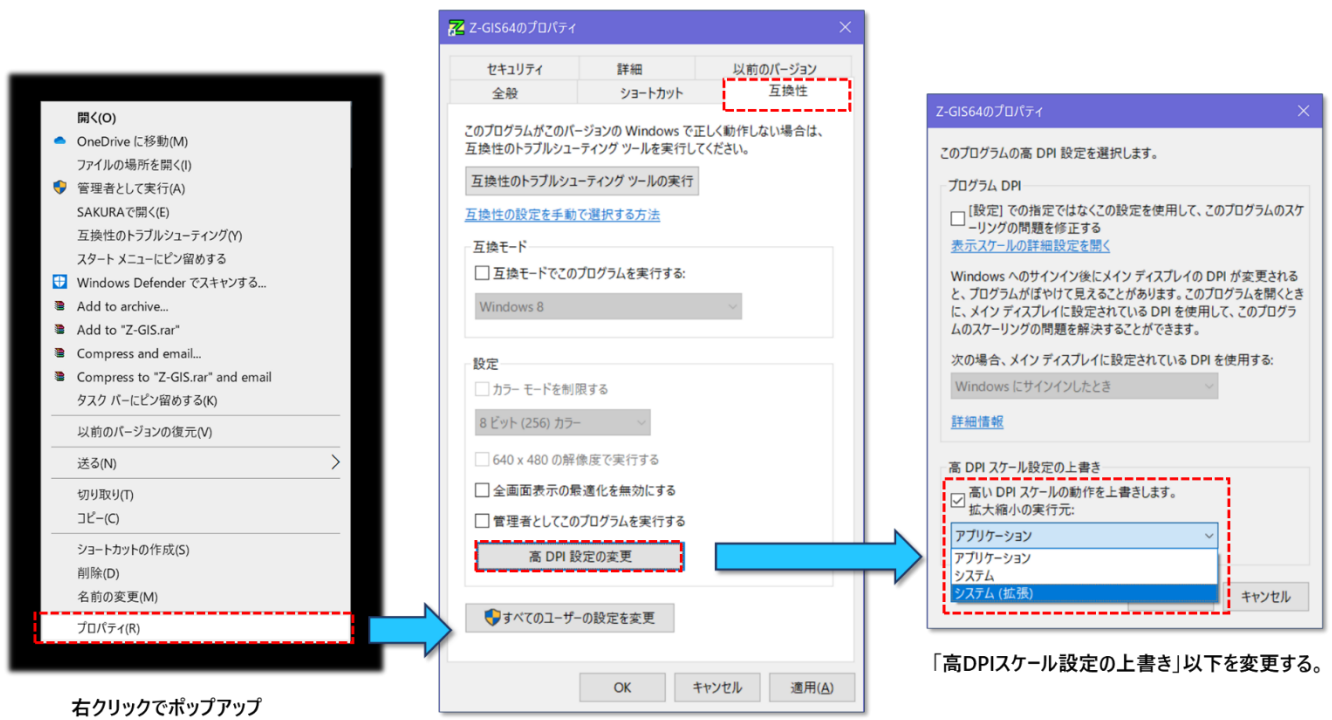 開く(O)
OneDrive に移動(M)
ファイルの場所を開く(I)
管理者として実行(A)
SAKURAで開く(E)
互換性のトラブルシューティング(Y)
スタート メニューにピン留めする
Windows Defender でスキャンする...
Add to archive...
Add to "Z-GIS.rar"
Compress and email...
Compress to "Z-GIS.rar" and email
タスク バーにピン留めする(K)
以前のバージョンの復元(V)
送る(N)
切り取り(T)
コピー(C)
ショートカットの作成(S)
削除(D)
名前の変更(M)
プロパティ(R)
右クリックでポップアップ
Z-GIS64のプロパティ
セキュリティ 詳細 以前のバージョン
全般 ショートカット 互換性
このプログラムがこのバージョンの Windows で正しく動作しない場合は、
互換性のトラブルシューティング ツールを実行してください。
互換性のトラブルシューティング ツールの実行
互換性の設定を手動で選択する方法
互換モード
互換モードでこのプログラムを実行する:
Windows 8
設定
カラー モードを制限する
8 ビット (256) カラー
640 x 480 の解像度で実行する
全画面表示の最適化を無効にする
管理者としてこのプログラムを実行する
高 DPI 設定の変更
すべてのユーザーの設定を変更
OK キャンセル 適用(A)
Z-GIS64のプロパティ
このプログラムの高 DPI 設定を選択します。
プログラム DPI
[設定] での指定ではなくこの設定を使用して、このプログラムのスケ
ーリングの問題を修正する
表示スケールの詳細設定を開く
Windows へのサインイン後にメイン ディスプレイの DPI が変更される
と、プログラムがぼやけて見えることがあります。このプログラムを開くとき
に、メイン ディスプレイに設定されている DPI を使用して、このプログラ
ムのスケーリングの問題を解決することができます。
次の場合、メイン ディスプレイに設定されている DPI を使用する:
Windows にサインインしたとき
詳細情報
高 DPI スケール設定の上書き
高い DPI スケールの動作を上書きします。
拡大縮小の実行元:
アプリケーション
アプリケーション
システム
システム (拡張)
キャンセル
「高DPIスケール設定の上書き」以下を変更する。